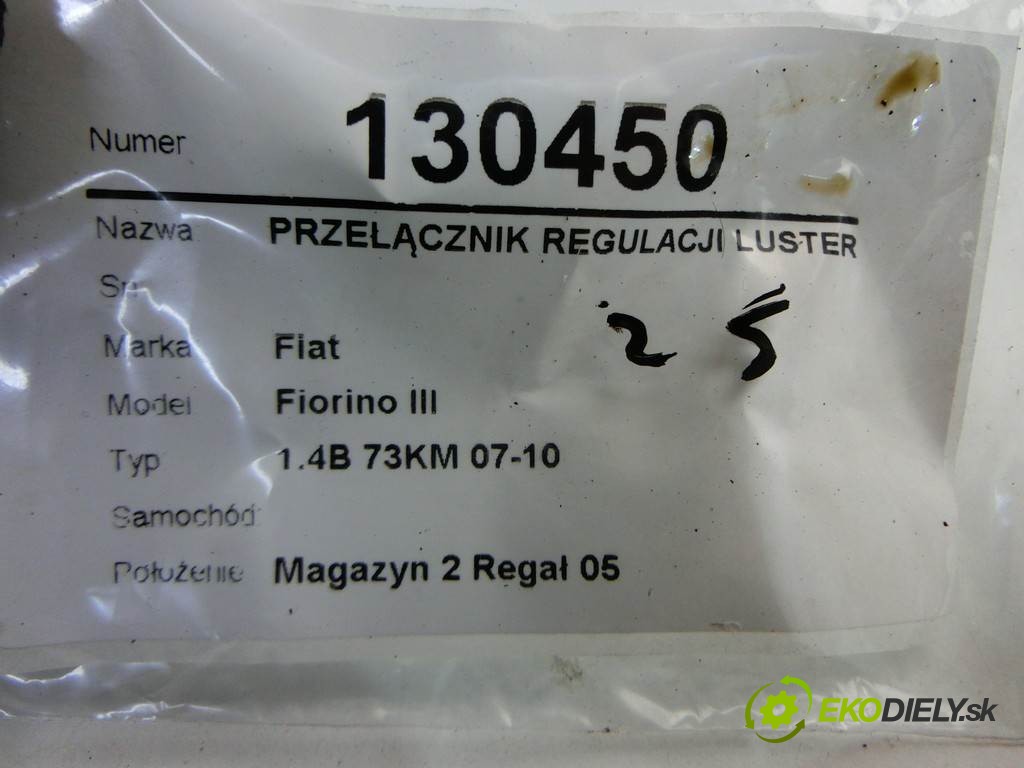 Numer 130450
Nazwa PRZEŁĄCZNIK REGULACJI LUSTER
25
Marka Fiat
Model Fiorino III
Typ 1.4B 73KM 07-10
Samochód
Położenie Magazyn 2 Regał 05
EKODIELY.sk